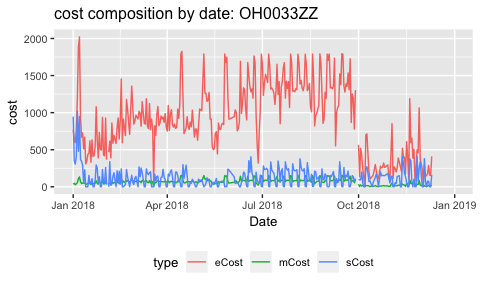 cost composition by date: OH0033ZZ
2000
1500
1000
500
0
cost
Jan 2018 Apr 2018 Jul 2018 Oct 2018 Jan 2019
Date
type eCost mCost sCost